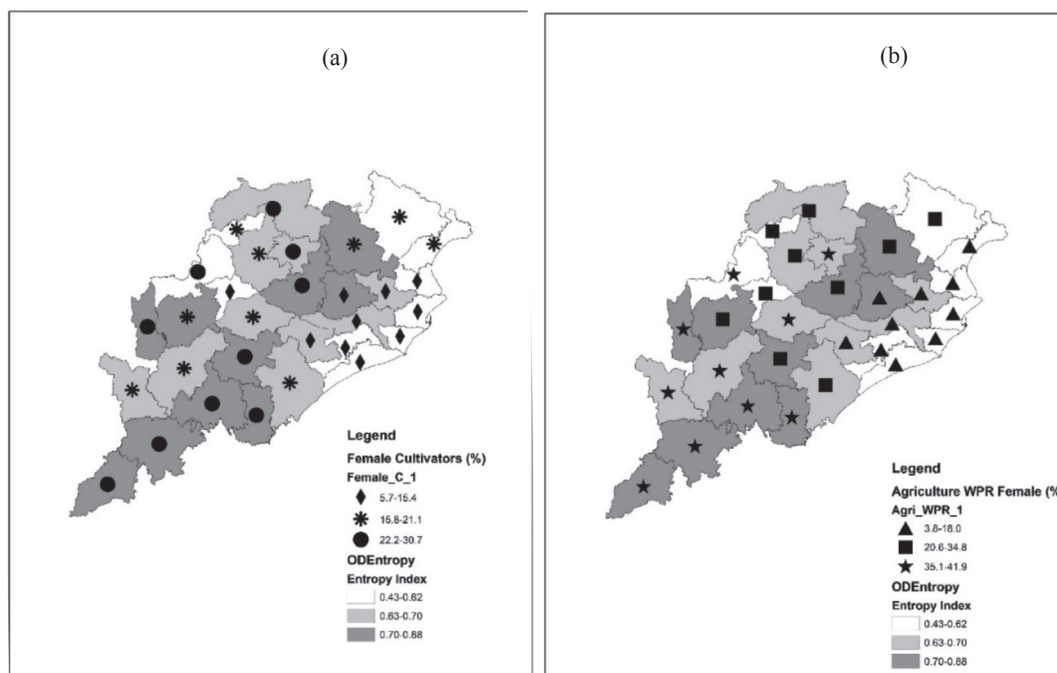 (a)
Legend
Female Cultivators (%)
Female_C_1
5.7-15.4
15.8-21.1
22.2-30.7
ODEntropy
Entropy Index
0.43-0.62
0.63-0.70
0.70-0.88
(b)
Legend
Agriculture WPR Female (%
Agri_WPR_1
3.8-18.0
20.6-34.8
35.1-41.9
ODEntropy
Entropy Index
0.43-0.62
0.63-0.70
0.70-0.88